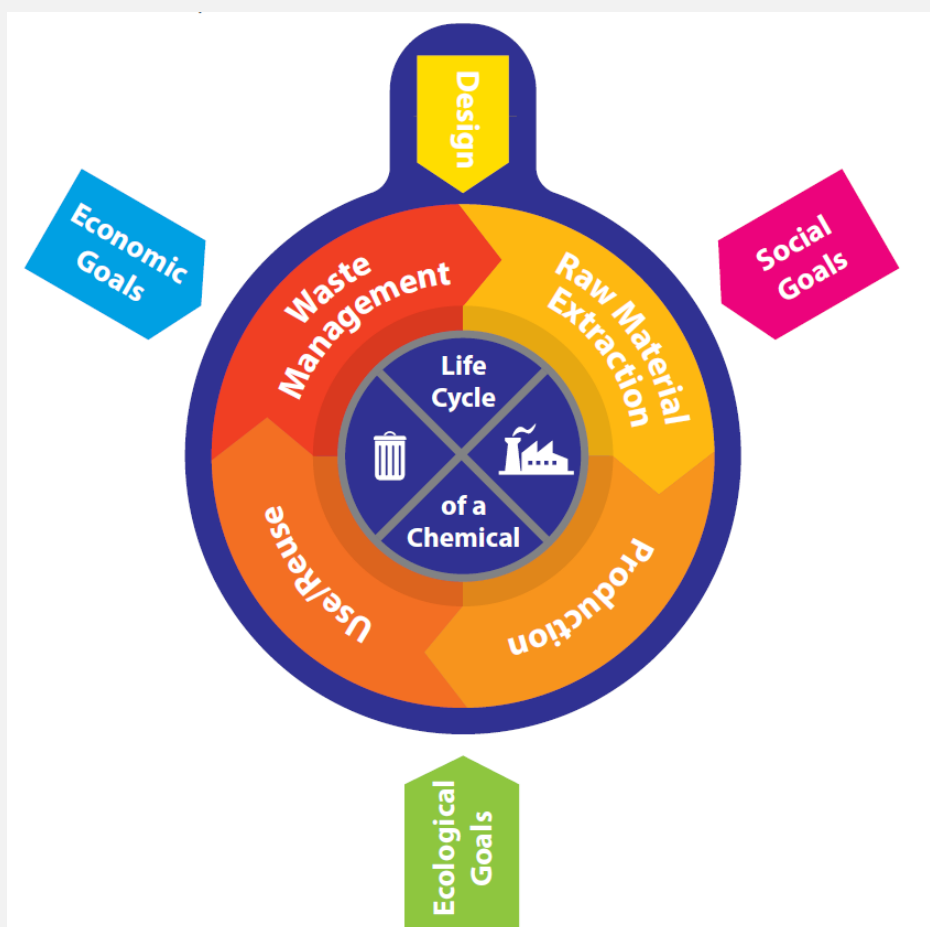 Design
Economic
Goals
Social
Goals
Waste
Management
Raw Material
Extraction
Life
Cycle
of a
Chemical
Use/Reuse
Production
Ecological
Goals